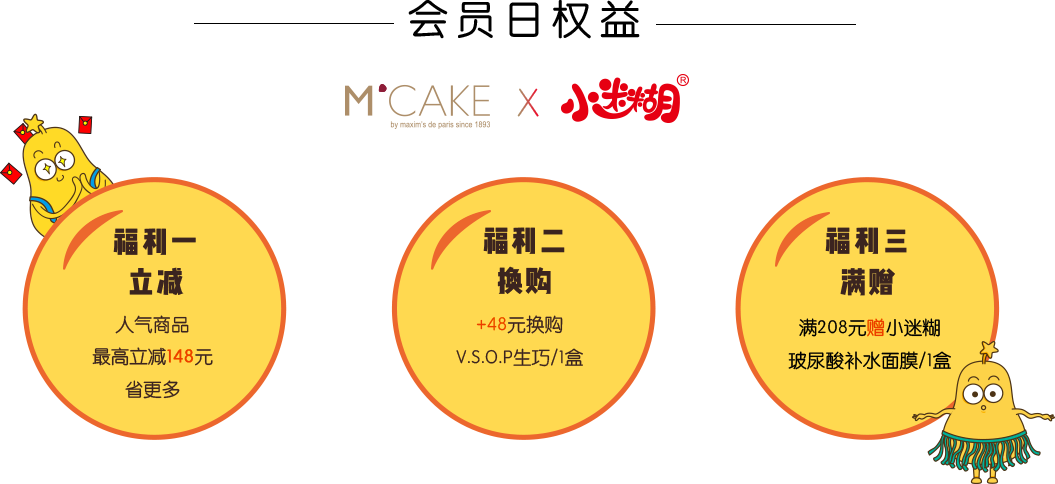 会员日权益
M'CAKE X 小迷糊®
by maxim's de paris since 1893
福利一
立减
人气商品
最高立减148元
省更多
福利二
换购
+48元换购
V.S.O.P生巧/1盒
福利三
满赠
满208元赠小迷糊
玻尿酸补水面膜/1盒